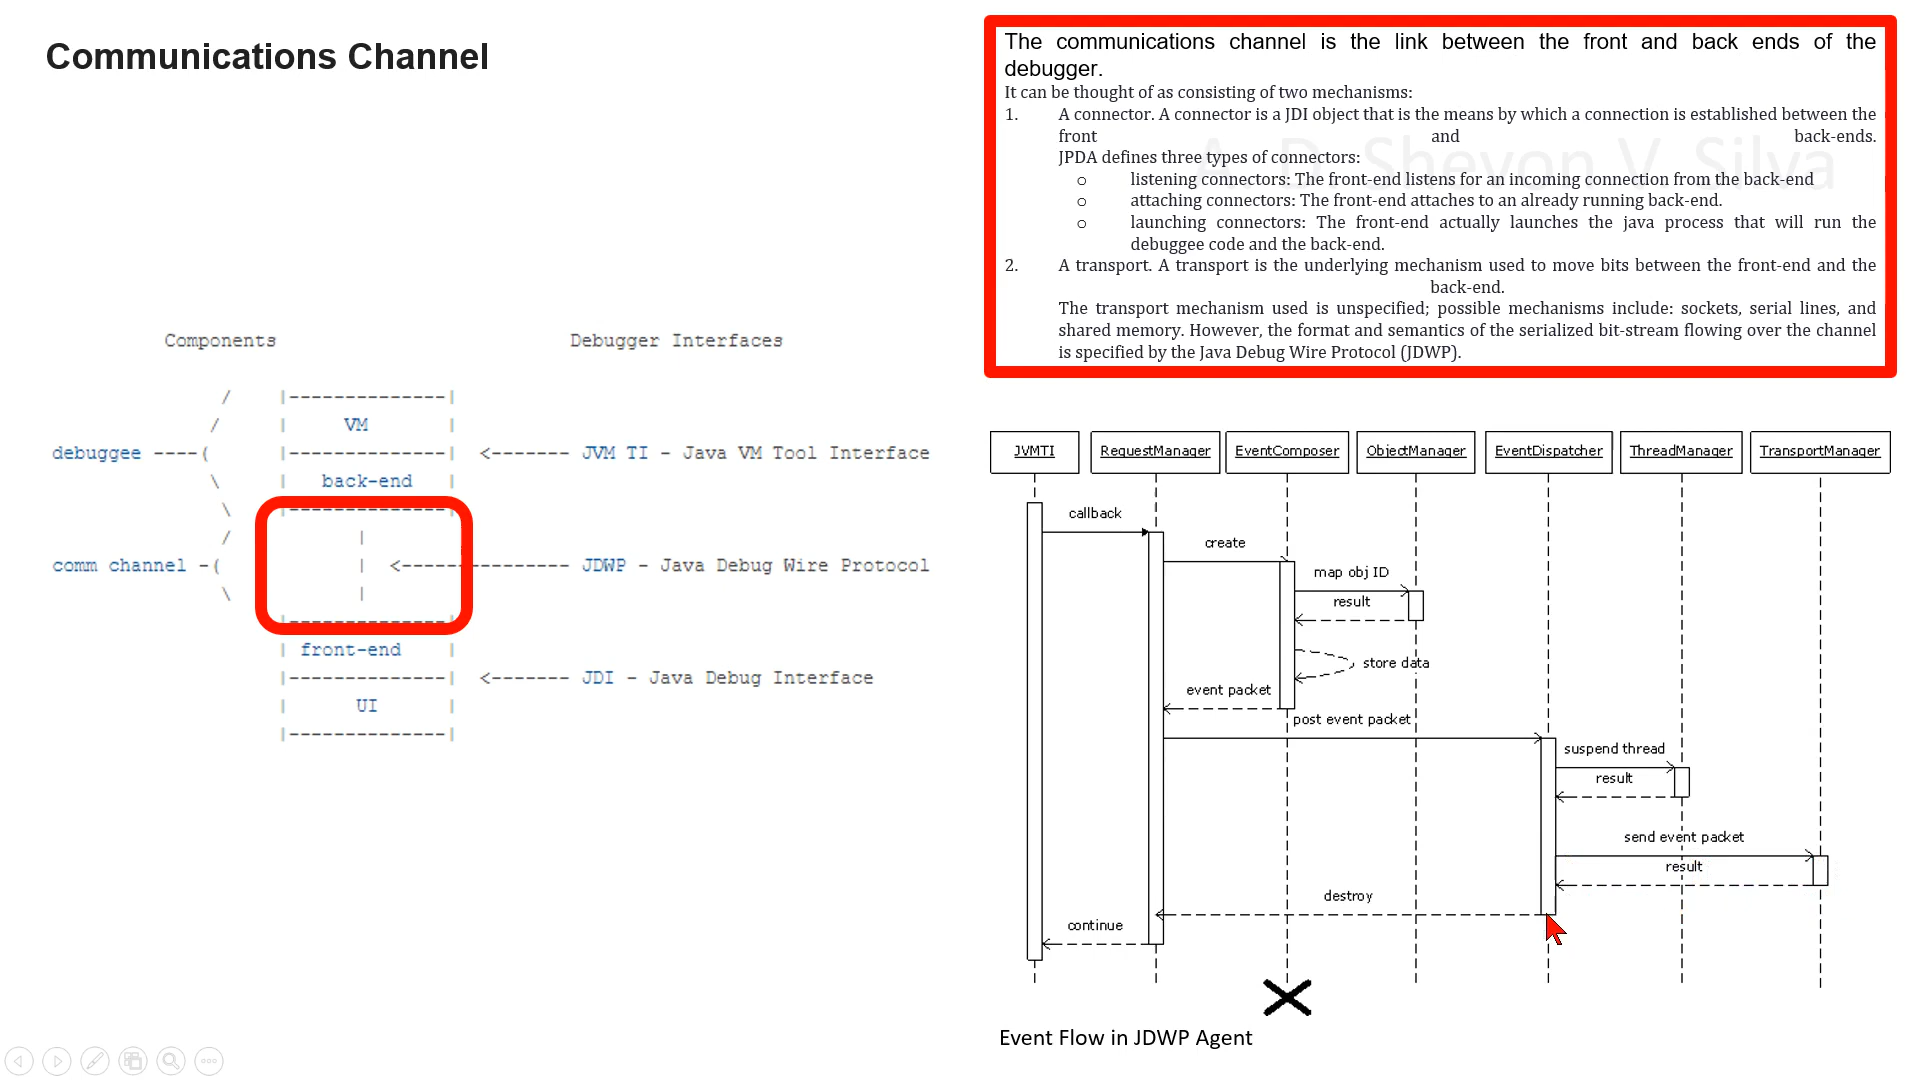 Communications Channel
The communications channel is the link between the front and back ends of the
debugger.
It can be thought of as consisting of two mechanisms:
1. A connector. A connector is a JDI object that is the means by which a connection is established between the
front and back-ends.
JPDA defines three types of connectors:
o listening connectors: The front-end listens for an incoming connection from the back-end
o attaching connectors: The front-end attaches to an already running back-end.
o launching connectors: The front-end actually launches the java process that will run the
debuggee code and the back-end.
2. A transport. A transport is the underlying mechanism used to move bits between the front-end and the
back-end.
The transport mechanism used is unspecified; possible mechanisms include: sockets, serial lines, and
shared memory. However, the format and semantics of the serialized bit-stream flowing over the channel
is specified by the Java Debug Wire Protocol (JDWP).
A. D. Shevon V. Silva
Components Debugger Interfaces
/ |--------------|
/ | VM |
debuggee ----( |--------------| <------- JVM TI - Java VM Tool Interface
\ | back-end |
\ |--------------|
/ |
comm channel -( | <--------------- JDWP - Java Debug Wire Protocol
\ |
|--------------|
| front-end |
|--------------| <------- JDI - Java Debug Interface
| UI |
|--------------|
JVMTI RequestManager EventComposer ObjectManager EventDispatcher ThreadManager TransportManager
callback
create
map obj ID
result
store data
event packet
post event packet
suspend thread
result
send event packet
result
destroy
continue
Event Flow in JDWP Agent